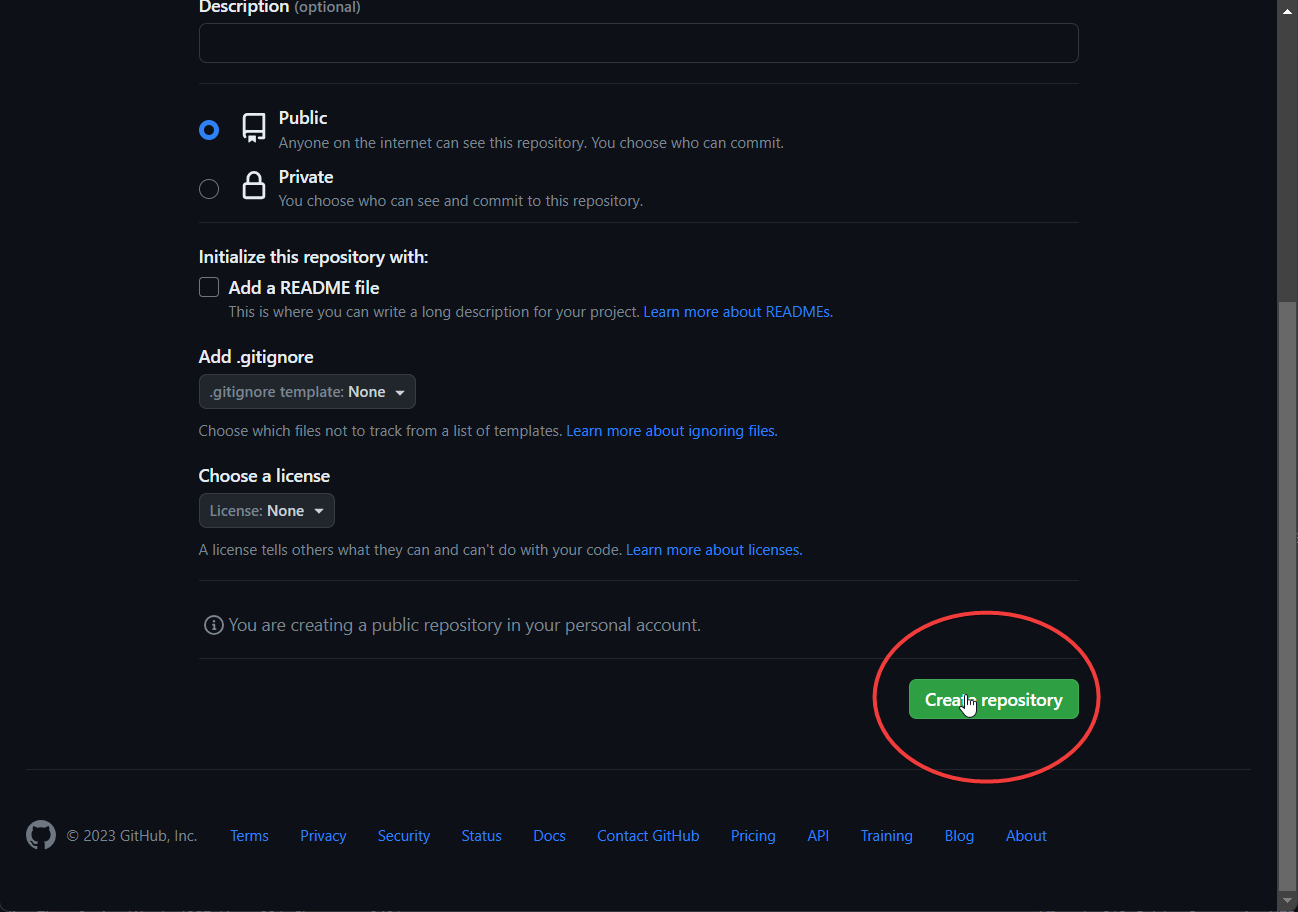 Description (optional)
Public
Anyone on the internet can see this repository. You choose who can commit.
Private
You choose who can see and commit to this repository.
Initialize this repository with:
Add a README file
This is where you can write a long description for your project. Learn more about READMEs.
Add .gitignore
.gitignore template: None
Choose which files not to track from a list of templates. Learn more about ignoring files.
Choose a license
License: None
A license tells others what they can and can't do with your code. Learn more about licenses.
You are creating a public repository in your personal account.
Create repository
© 2023 GitHub, Inc. Terms Privacy Security Status Docs Contact GitHub Pricing API Training Blog About